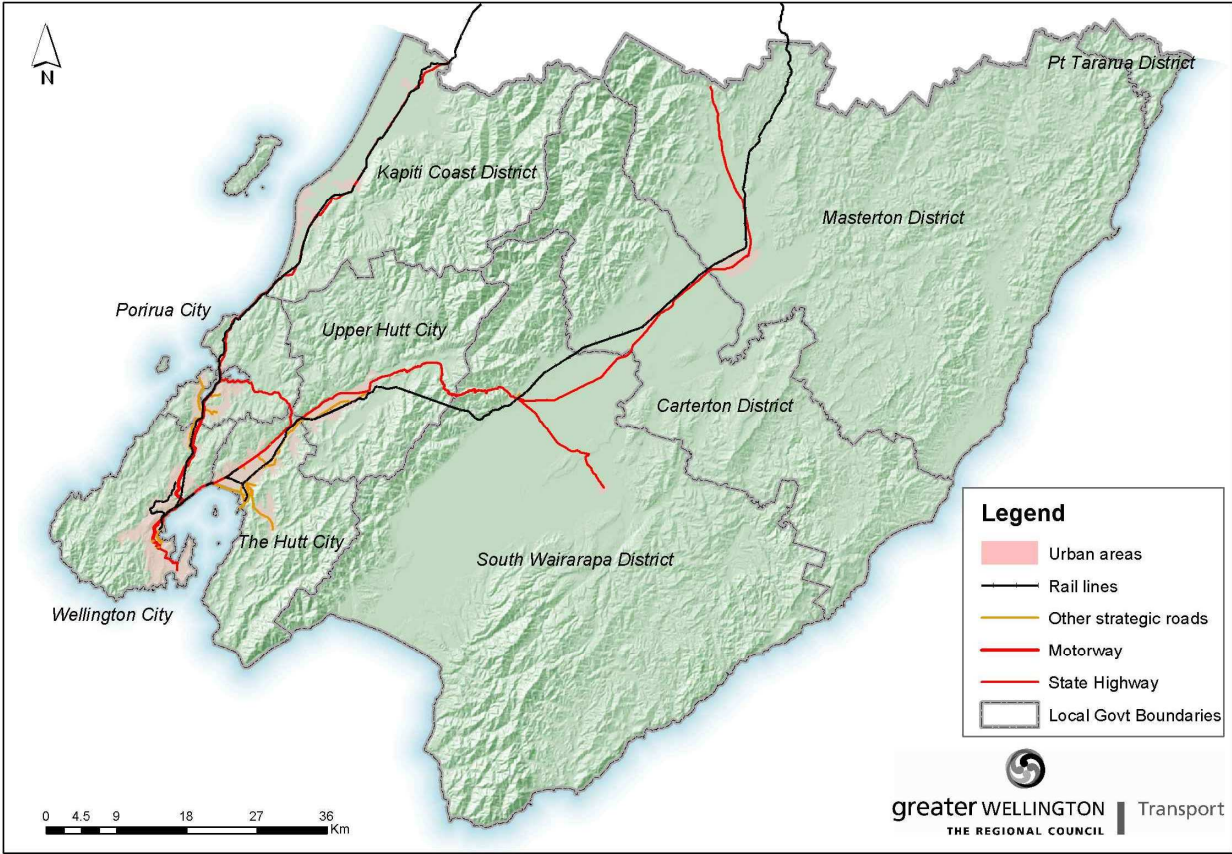 N
Pt Tararua District
Kapiti Coast District
Masterton District
Porirua City
Upper Hutt City
Carterton District
The Hutt City
South Wairarapa District
Wellington City
Legend
Urban areas
Rail lines
Other strategic roads
Motorway
State Highway
Local Govt Boundaries
0 4.5 9 18 27 36
Km
greater WELLINGTON | Transport
THE REGIONAL COUNCIL